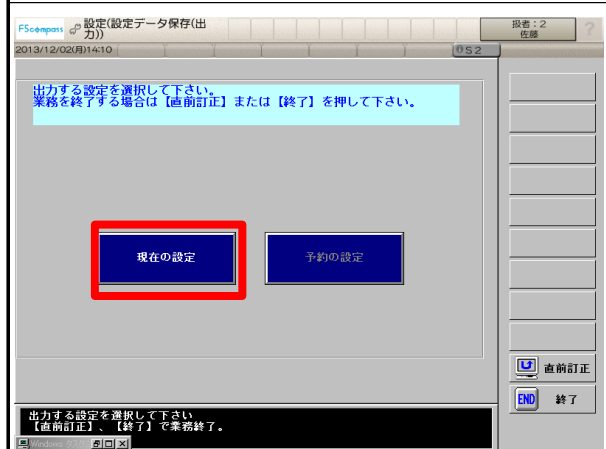 FScompass 設定(設定データ保存(出
力))
扱者：2
佐藤
?
2013/12/02(月)14:10
0S2
出力する設定を選択して下さい。
業務を終了する場合は【直前訂正】または【終了】を押して下さい。
現在の設定
予約の設定
直前訂正
END 終了
出力する設定を選択して下さい
【直前訂正】、【終了】で業務終了。
Windows